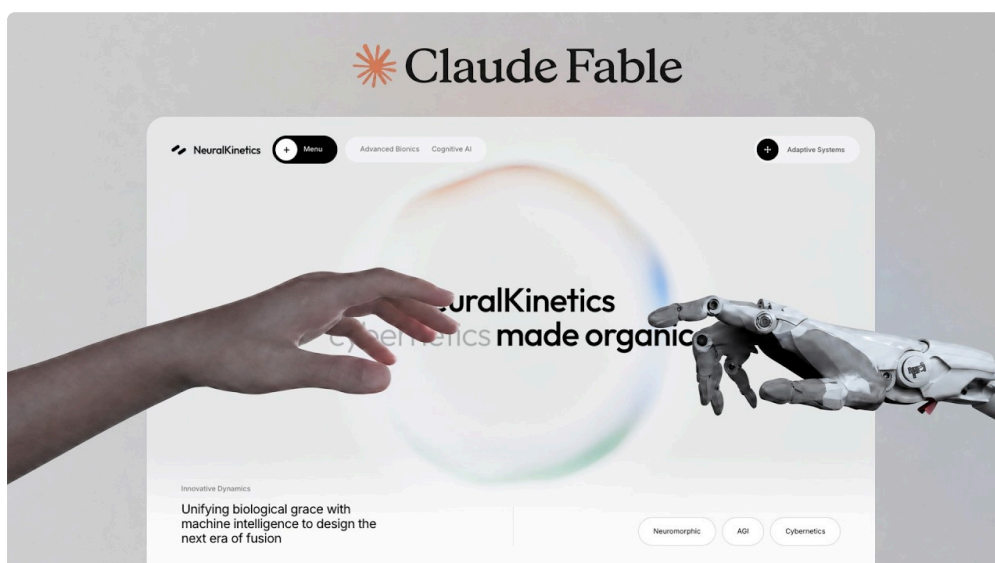 Claude Fable
NeuralKinetics
Menu
Advanced Bionics
Cognitive AI
Adaptive Systems
uralKinetics
cybernetics made organic
Innovative Dynamics
Unifying biological grace with
machine intelligence to design the
next era of fusion
Neuromorphic
AGI
Cybernetics